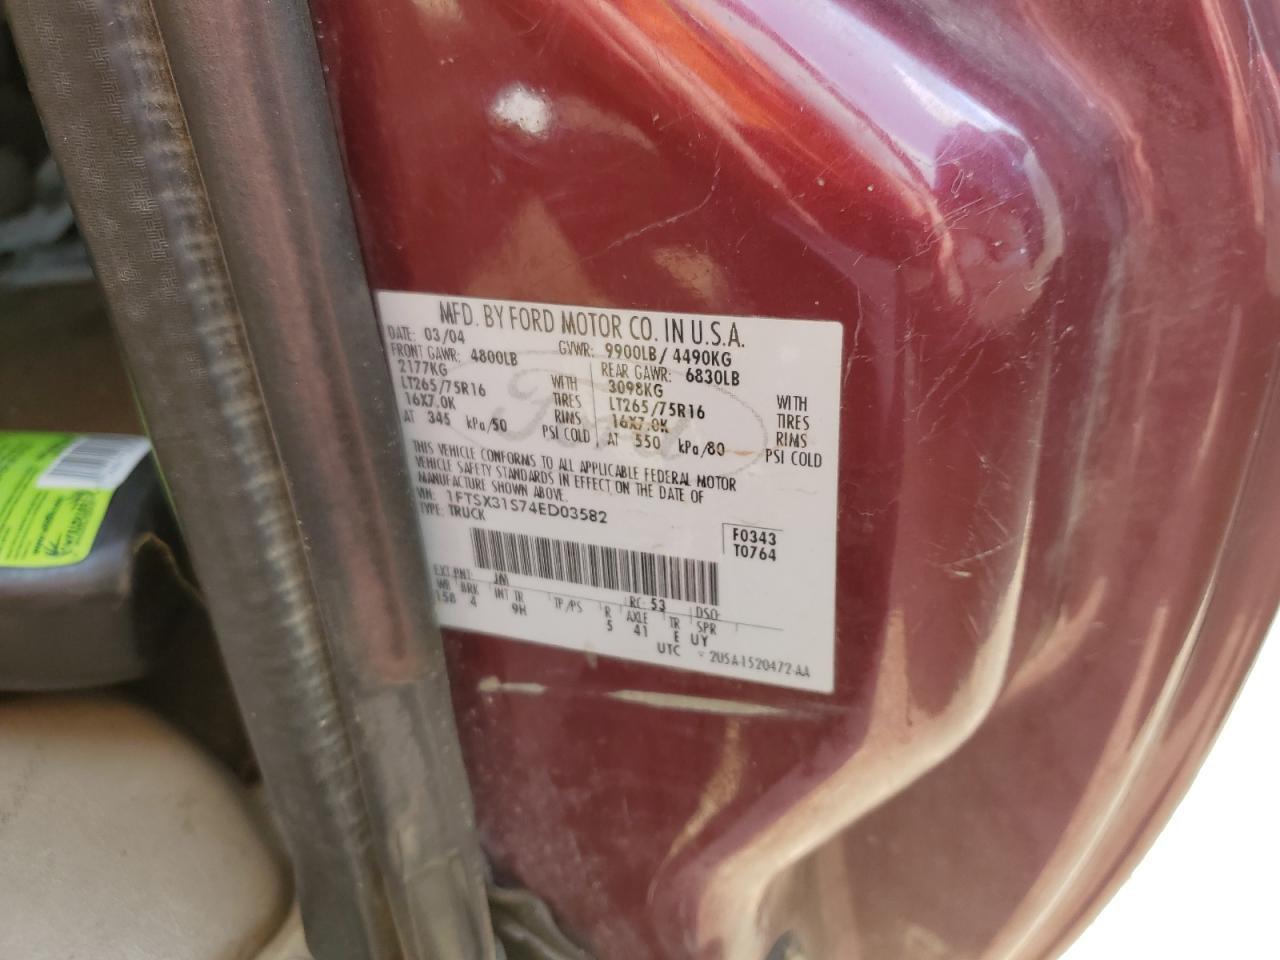 MFD. BY FORD MOTOR CO. IN U.S.A.
DATE: 03/04 GVWR: 9900LB/ 4490KG
FRONT GAWR: 4800LB REAR GAWR: 6830LB
2177KG WITH 3098KG WITH
LT265/75R16 TIRES LT265/75R16 TIRES
16X7.0K RIMS 16X7.0K RIMS
AT 345 kPa/50 PSI COLD AT 550 kPa/80 PSI COLD
THIS VEHICLE CONFORMS TO ALL APPLICABLE FEDERAL MOTOR
VEHICLE SAFETY STANDARDS IN EFFECT ON THE DATE OF
MANUFACTURE SHOWN ABOVE.
VIN: 1FTSX31S74ED03582
TYPE: TRUCK
F0343
T0764
EXT PNT: JM RC: 53 DSO:
WB BRK INT TR TP/PS R AXLE TR SPR
158 4 9H 5 41 E UY
UTC 2U5A-1520472-AA
Ford